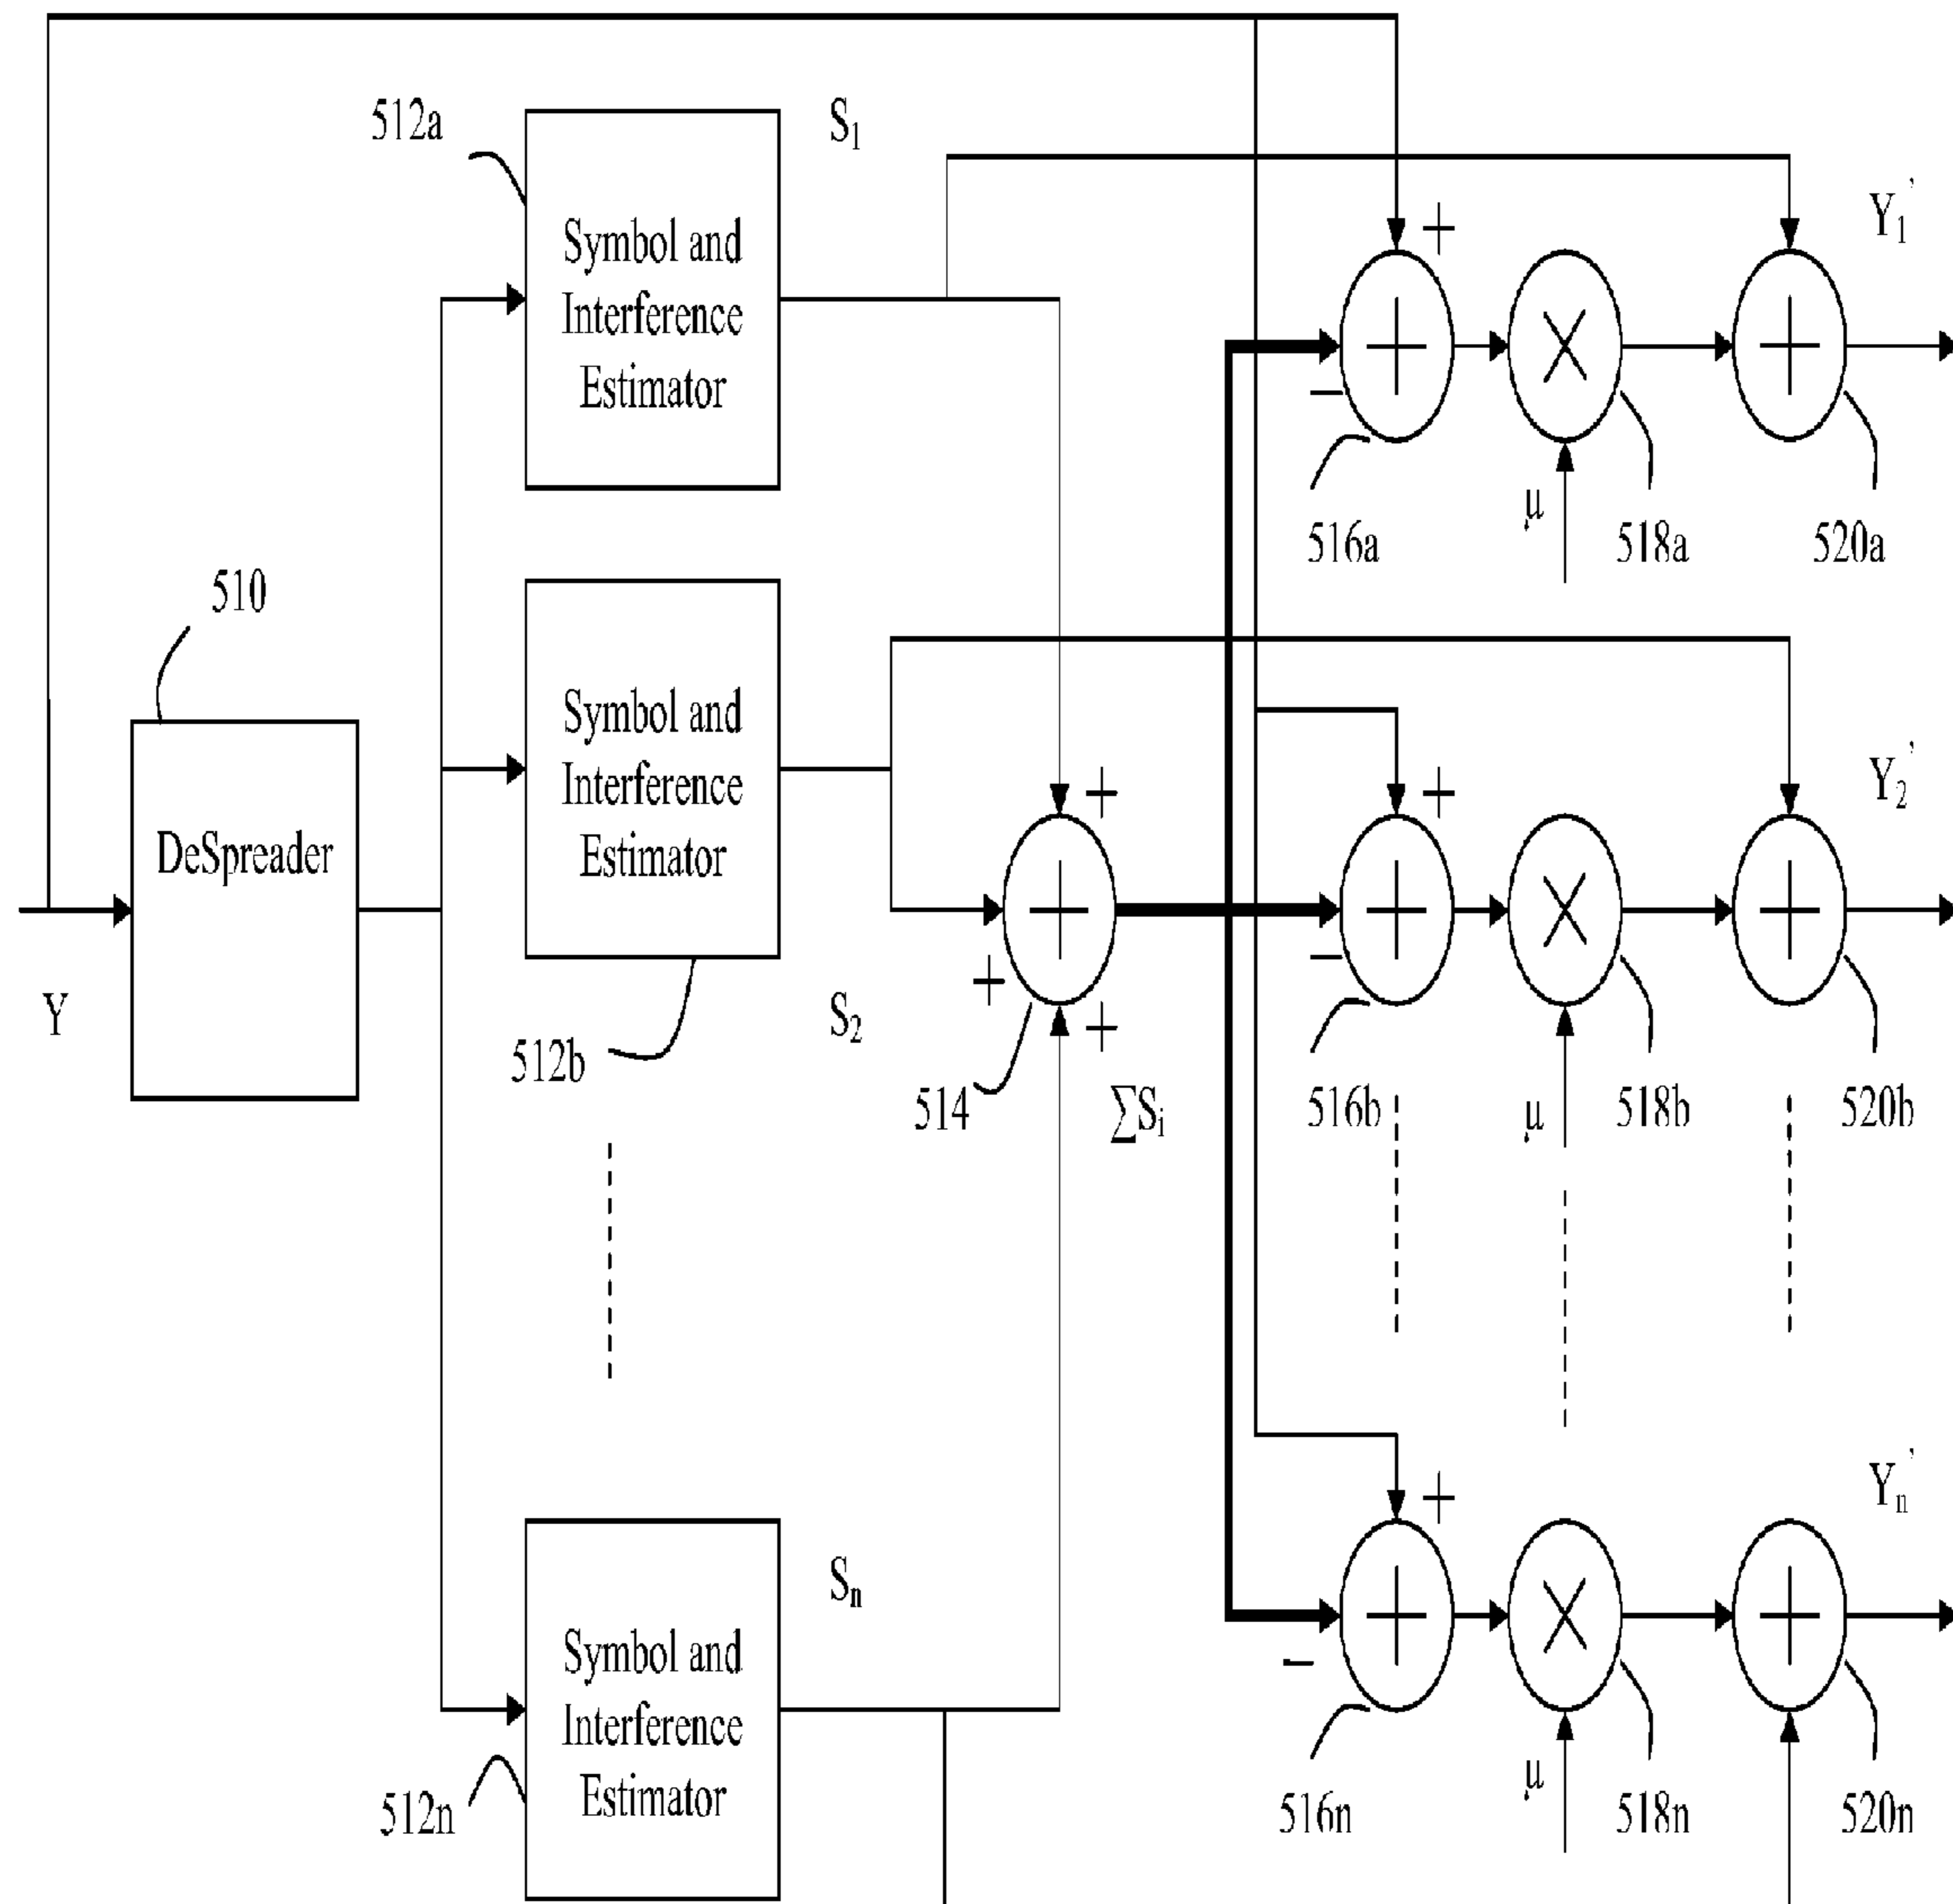 512a
S₁
Symbol and
Interference
Estimator
Y₁'
+
−
μ
516a
518a
520a
510
Symbol and
Interference
Estimator
Y₂'
+
+
DeSpreader
+
−
+
Y
S₂
512b
514
∑Sᵢ
516b
μ
518b
520b
Sₙ
Symbol and
Interference
Estimator
Yₙ'
+
−
512n
516n
μ
518n
520n